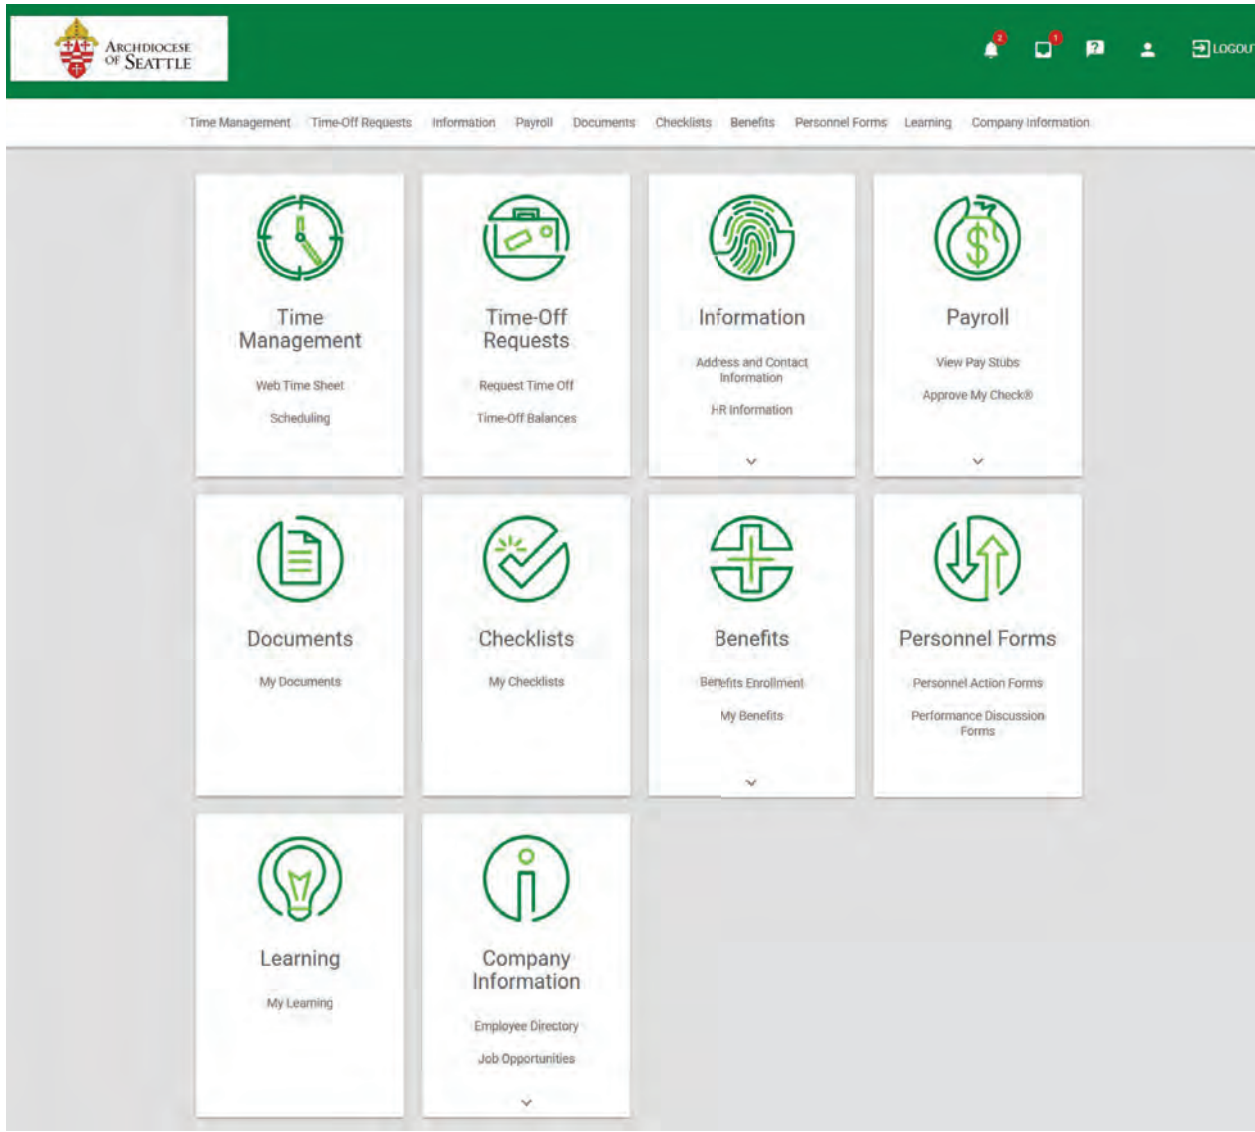 ARCHDIOCESE
OF SEATTLE
2
1
?
LOGOUT
Time Management Time-Off Requests Information Payroll Documents Checklists Benefits Personnel Forms Learning Company Information
Time
Management
Web Time Sheet
Scheduling
Time-Off
Requests
Request Time Off
Time-Off Balances
Information
Address and Contact
Information
HR Information
$
Payroll
View Pay Stubs
Approve My Check®
Documents
My Documents
Checklists
My Checklists
Benefits
Benefits Enrollment
My Benefits
Personnel Forms
Personnel Action Forms
Performance Discussion
Forms
Learning
My Learning
Company
Information
Employee Directory
Job Opportunities